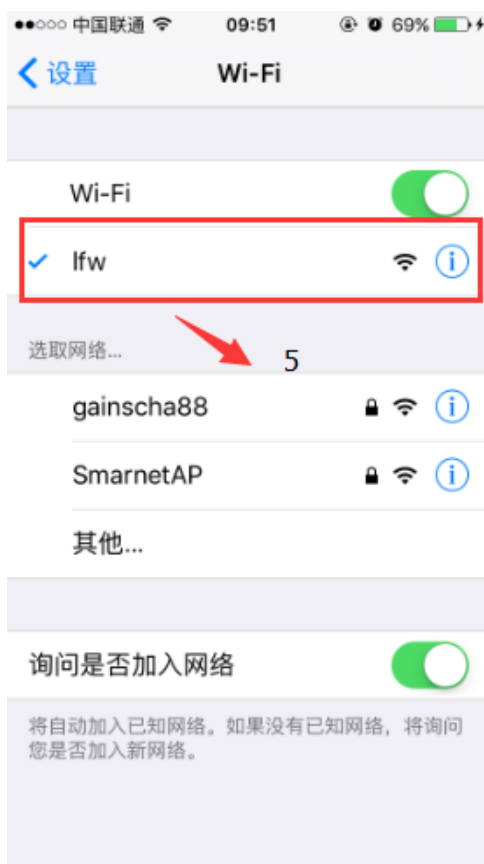 中国联通 09:51 69%
设置 Wi-Fi
Wi-Fi
lfw
选取网络...
5
gainscha88
SmarnetAP
其他...
询问是否加入网络
将自动加入已知网络。如果没有已知网络，将询问
您是否加入新网络。